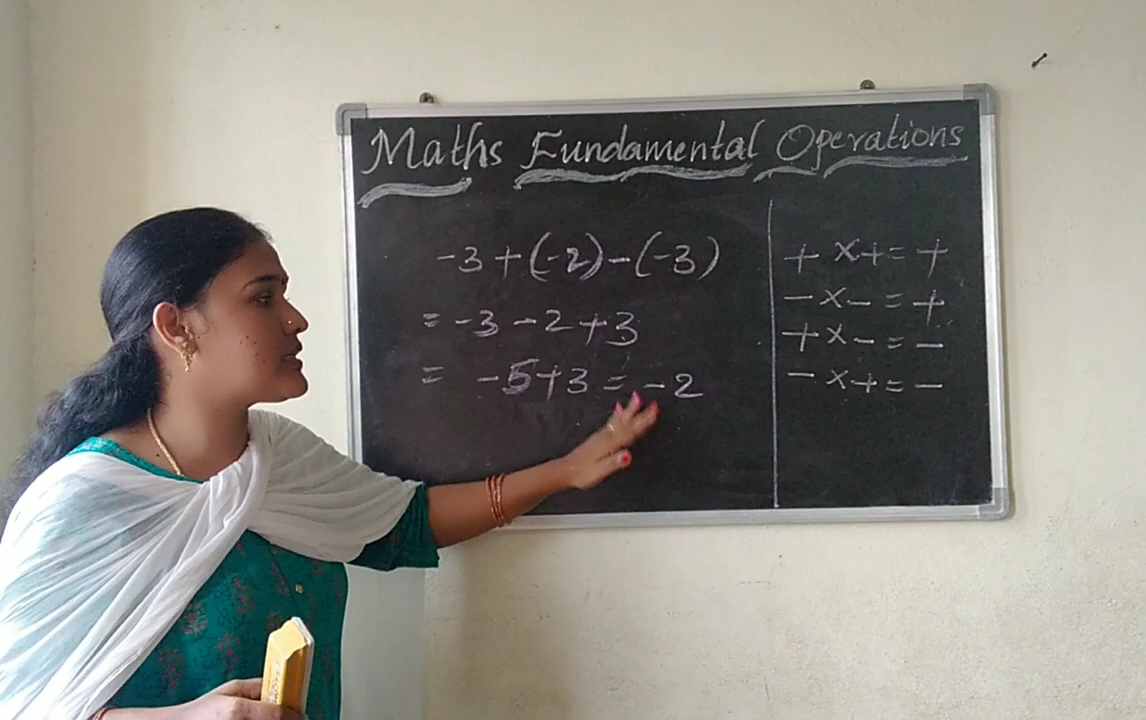 Maths Fundamental Operations
-3+(-2)-(-3)
= -3 -2 +3
= -5+3 = -2
+ x + = +
- x - = +
+ x - = -
- x + = -